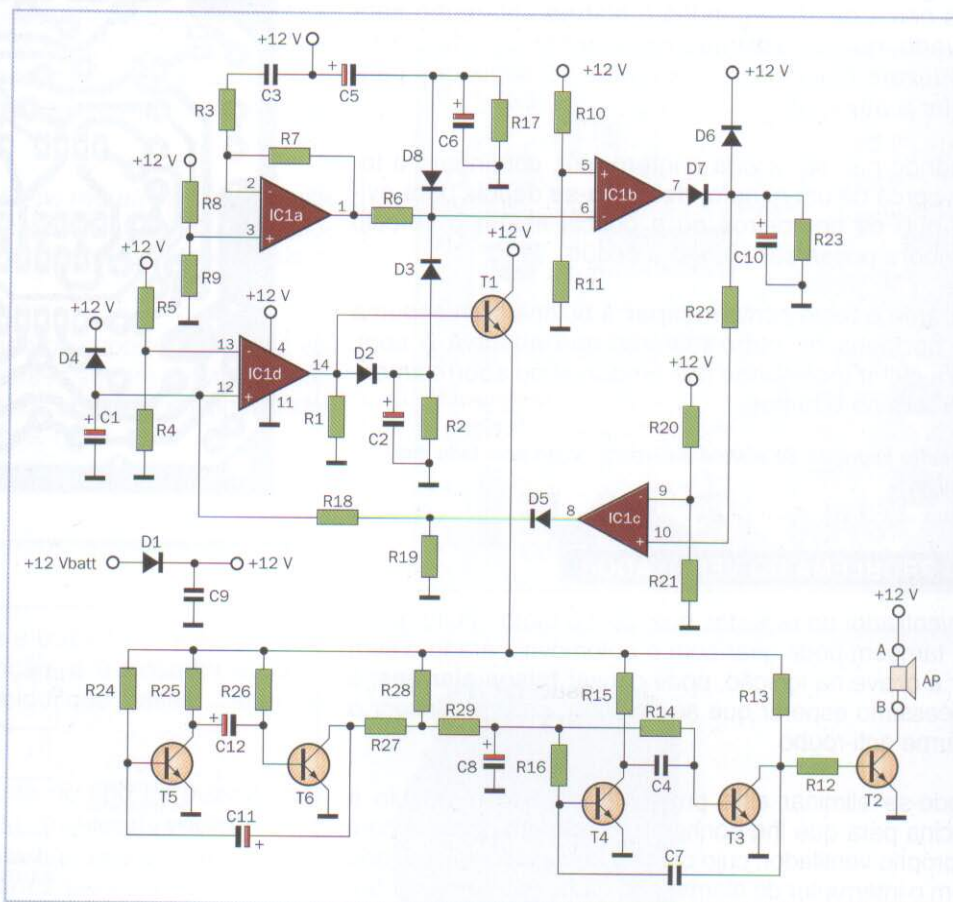 +12 V
C3
C5
+12 V
+12 V
R3
R10
C6
R17
D6
+12 V
R7
D8
5
D7
R8
2
IC1a
1
R6
IC1b
7
6
3
+12 V
R9
+12 V
D3
C10
R23
+12 V
R5
+12 V
T1
R11
R22
D4
13
4
IC1d
14
D2
12
11
+12 V
C1
R4
R1
C2
R2
R20
R18
D5
8
IC1c
9
10
R19
R21
+12 Vbatt
D1
+12 V
C9
+12 V
A
AP
B
R24
R25
R26
R28
R15
R14
R13
C12
R27
R29
C8
R16
C4
R12
T5
T6
T4
T3
T2
C11
C7